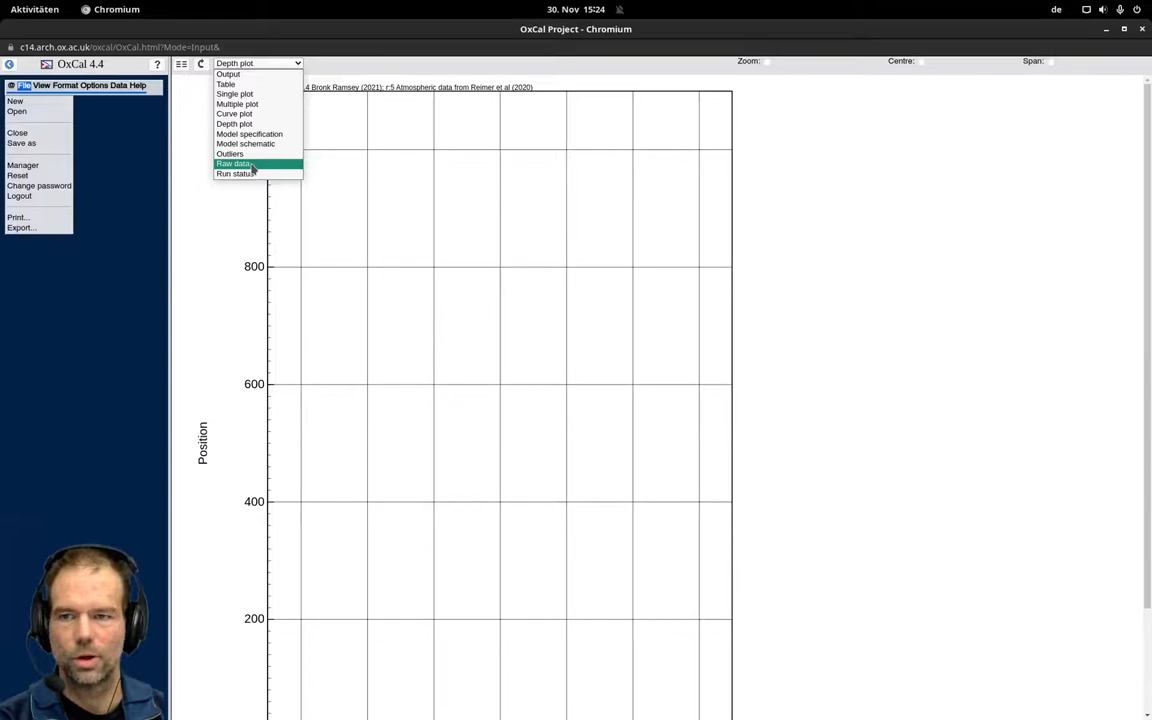 Aktivitäten Chromium 30. Nov 15:24 de
OxCal Project - Chromium
c14.arch.ox.ac.uk/oxcal/OxCal.html?Mode=Input&
OxCal 4.4 ? Depth plot Zoom: Centre: Span:
@ File View Format Options Data Help
New
Open
Close
Save as
Manager
Reset
Change password
Logout
Print...
Export...
Output
Table
Single plot
Multiple plot
Curve plot
Depth plot
Model specification
Model schematic
Outliers
Raw data
Run status
.4 Bronk Ramsey (2021); r:5 Atmospheric data from Reimer et al (2020)
800
600
Position
400
200